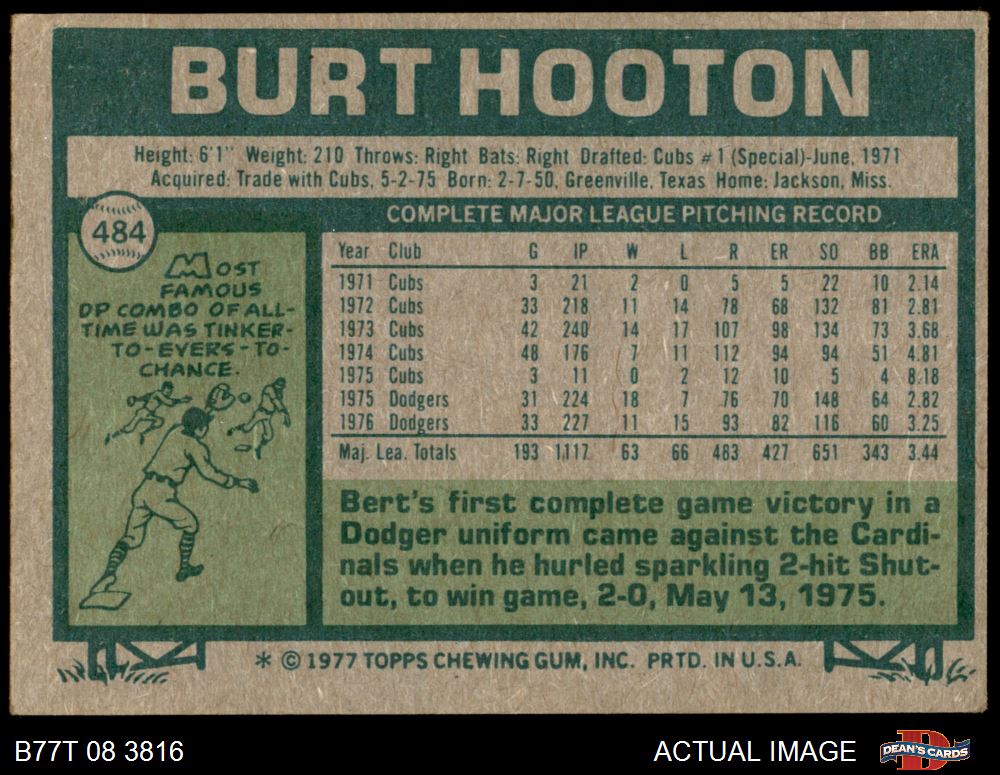 BURT HOOTON
Height: 6'1" Weight: 210 Throws: Right Bats: Right Drafted: Cubs #1 (Special)-June, 1971
Acquired: Trade with Cubs, 5-2-75 Born: 2-7-50, Greenville, Texas Home: Jackson, Miss.
484
MOST
FAMOUS
DP COMBO OF ALL-
TIME WAS TINKER-
TO-EVERS-TO-
CHANCE.
COMPLETE MAJOR LEAGUE PITCHING RECORD
Year Club G IP W L R ER SO BB ERA
1971 Cubs 3 21 2 0 5 5 22 10 2.14
1972 Cubs 33 218 11 14 78 68 132 81 2.81
1973 Cubs 42 240 14 17 107 98 134 73 3.68
1974 Cubs 48 176 7 11 112 94 94 51 4.81
1975 Cubs 3 11 0 2 12 10 5 4 8.18
1975 Dodgers 31 224 18 7 76 70 148 64 2.82
1976 Dodgers 33 227 11 15 93 82 116 60 3.25
Maj. Lea. Totals 193 1117 63 66 483 427 651 343 3.44
Bert's first complete game victory in a
Dodger uniform came against the Cardi-
nals when he hurled sparkling 2-hit Shut-
out, to win game, 2-0, May 13, 1975.
* © 1977 TOPPS CHEWING GUM, INC. PRTD. IN U.S.A.
B77T 08 3816
ACTUAL IMAGE
D
DEAN'S CARDS